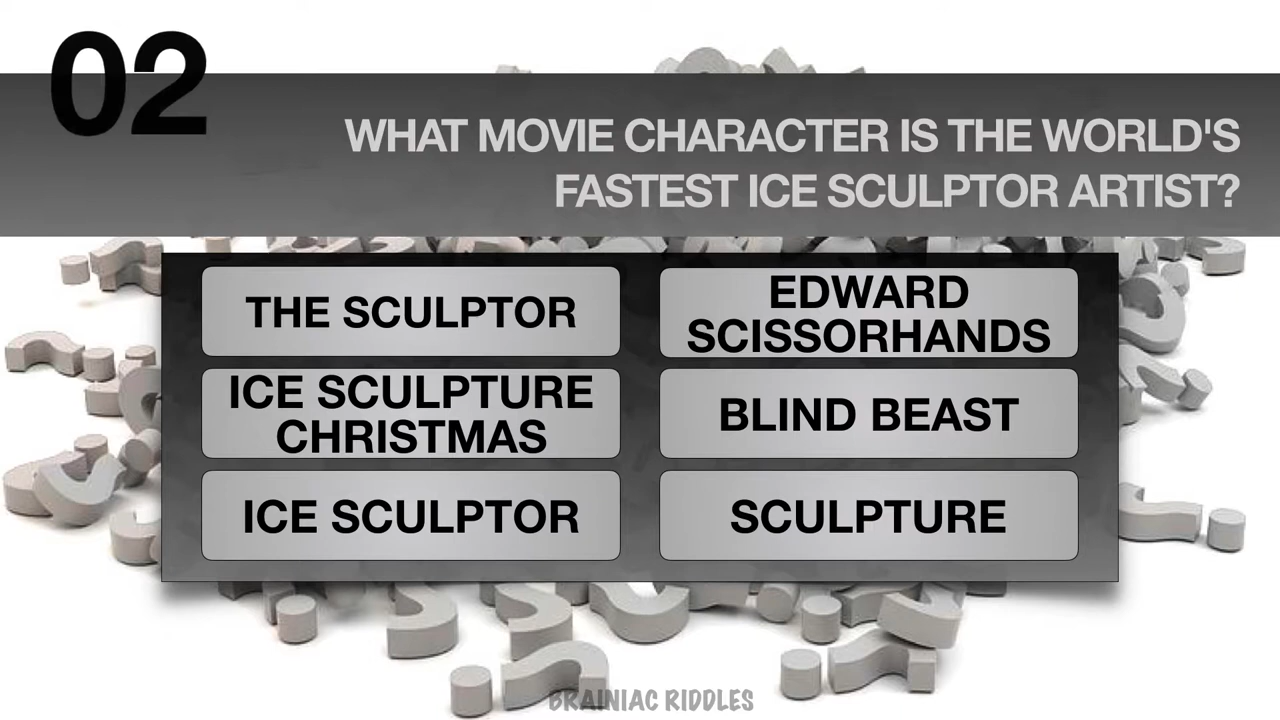 02
WHAT MOVIE CHARACTER IS THE WORLD'S
FASTEST ICE SCULPTOR ARTIST?
THE SCULPTOR
EDWARD
SCISSORHANDS
ICE SCULPTURE
CHRISTMAS
BLIND BEAST
ICE SCULPTOR
SCULPTURE
BRAINIAC RIDDLES